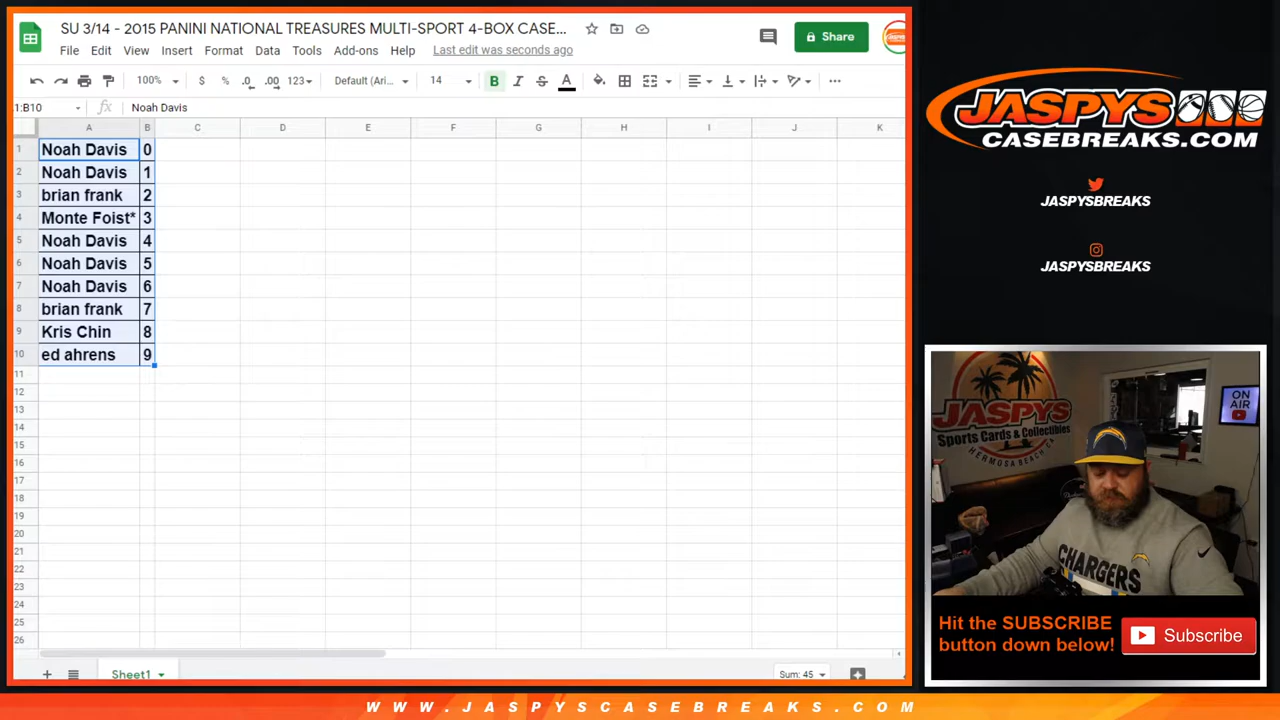 SU 3/14 - 2015 PANINI NATIONAL TREASURES MULTI-SPORT 4-BOX CASE...
File Edit View Insert Format Data Tools Add-ons Help Last edit was seconds ago
Share
100% $ % .0 .00 123 Default (Ari... 14 B I S A
1:B10 fx Noah Davis
A B C D E F G H I J K
1 Noah Davis 0
2 Noah Davis 1
3 brian frank 2
4 Monte Foist* 3
5 Noah Davis 4
6 Noah Davis 5
7 Noah Davis 6
8 brian frank 7
9 Kris Chin 8
10 ed ahrens 9
11
12
13
14
15
16
17
18
19
20
21
22
23
24
25
26
Sheet1
Sum: 45
JASPYS
CASEBREAKS.COM
JASPYSBREAKS
JASPYSBREAKS
JASPYS
Sports Cards & Collectibles
HERMOSA BEACH CA
ON
AIR
CHARGERS
Hit the SUBSCRIBE
button down below!
Subscribe
WWW.JASPYSCASEBREAKS.COM